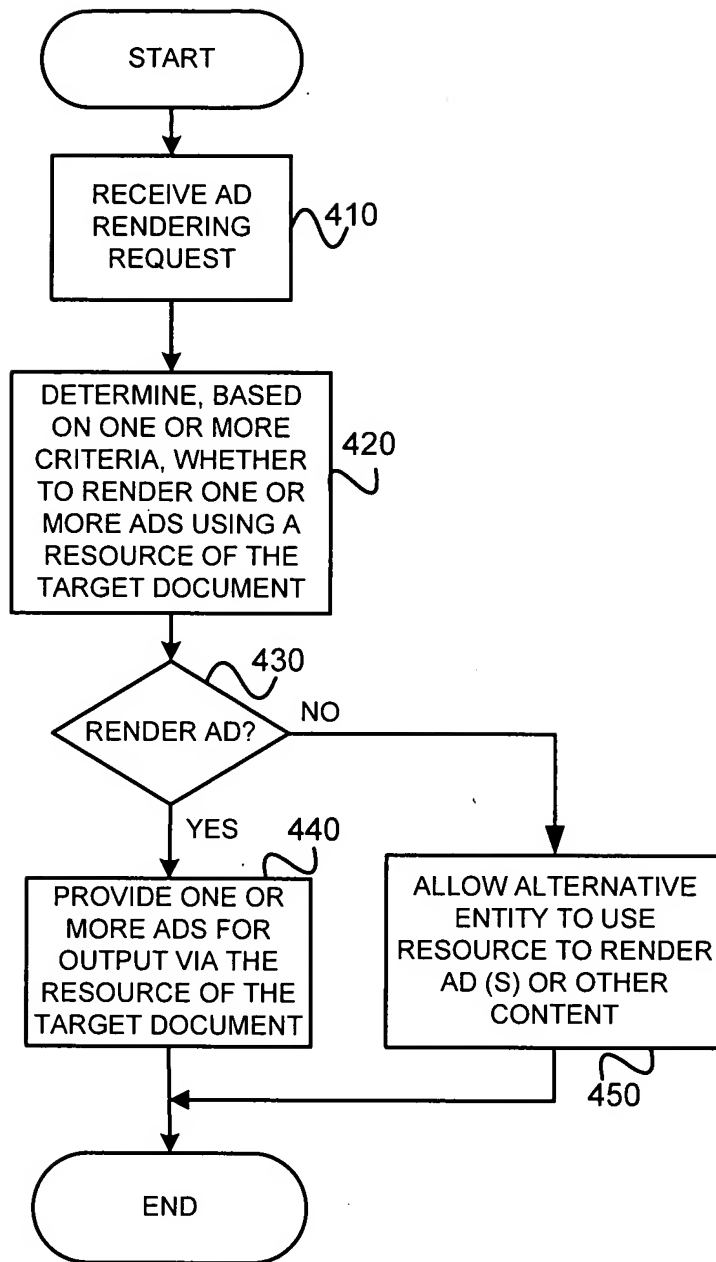 START
RECEIVE AD
RENDERING
REQUEST
410
DETERMINE, BASED
ON ONE OR MORE
CRITERIA, WHETHER
TO RENDER ONE OR
MORE ADS USING A
RESOURCE OF THE
TARGET DOCUMENT
420
430
RENDER AD?
NO
YES
440
PROVIDE ONE OR
MORE ADS FOR
OUTPUT VIA THE
RESOURCE OF THE
TARGET DOCUMENT
ALLOW ALTERNATIVE
ENTITY TO USE
RESOURCE TO RENDER
AD (S) OR OTHER
CONTENT
450
END